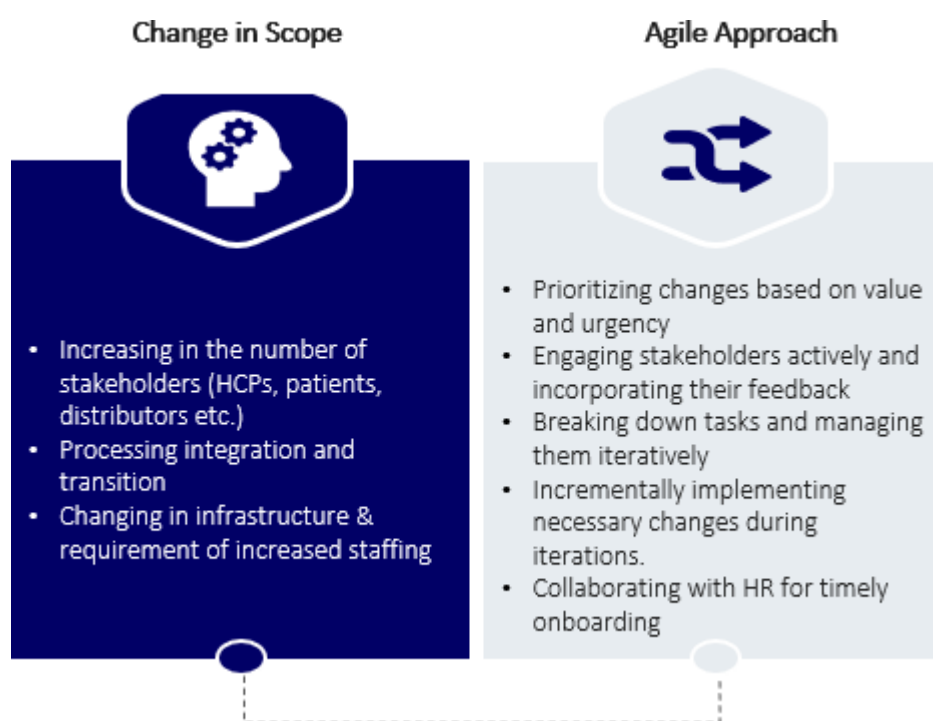 Change in Scope
Agile Approach
• Increasing in the number of
stakeholders (HCPs, patients,
distributors etc.)
• Processing integration and
transition
• Changing in infrastructure &
requirement of increased staffing
• Prioritizing changes based on value
and urgency
• Engaging stakeholders actively and
incorporating their feedback
• Breaking down tasks and managing
them iteratively
• Incrementally implementing
necessary changes during
iterations.
• Collaborating with HR for timely
onboarding